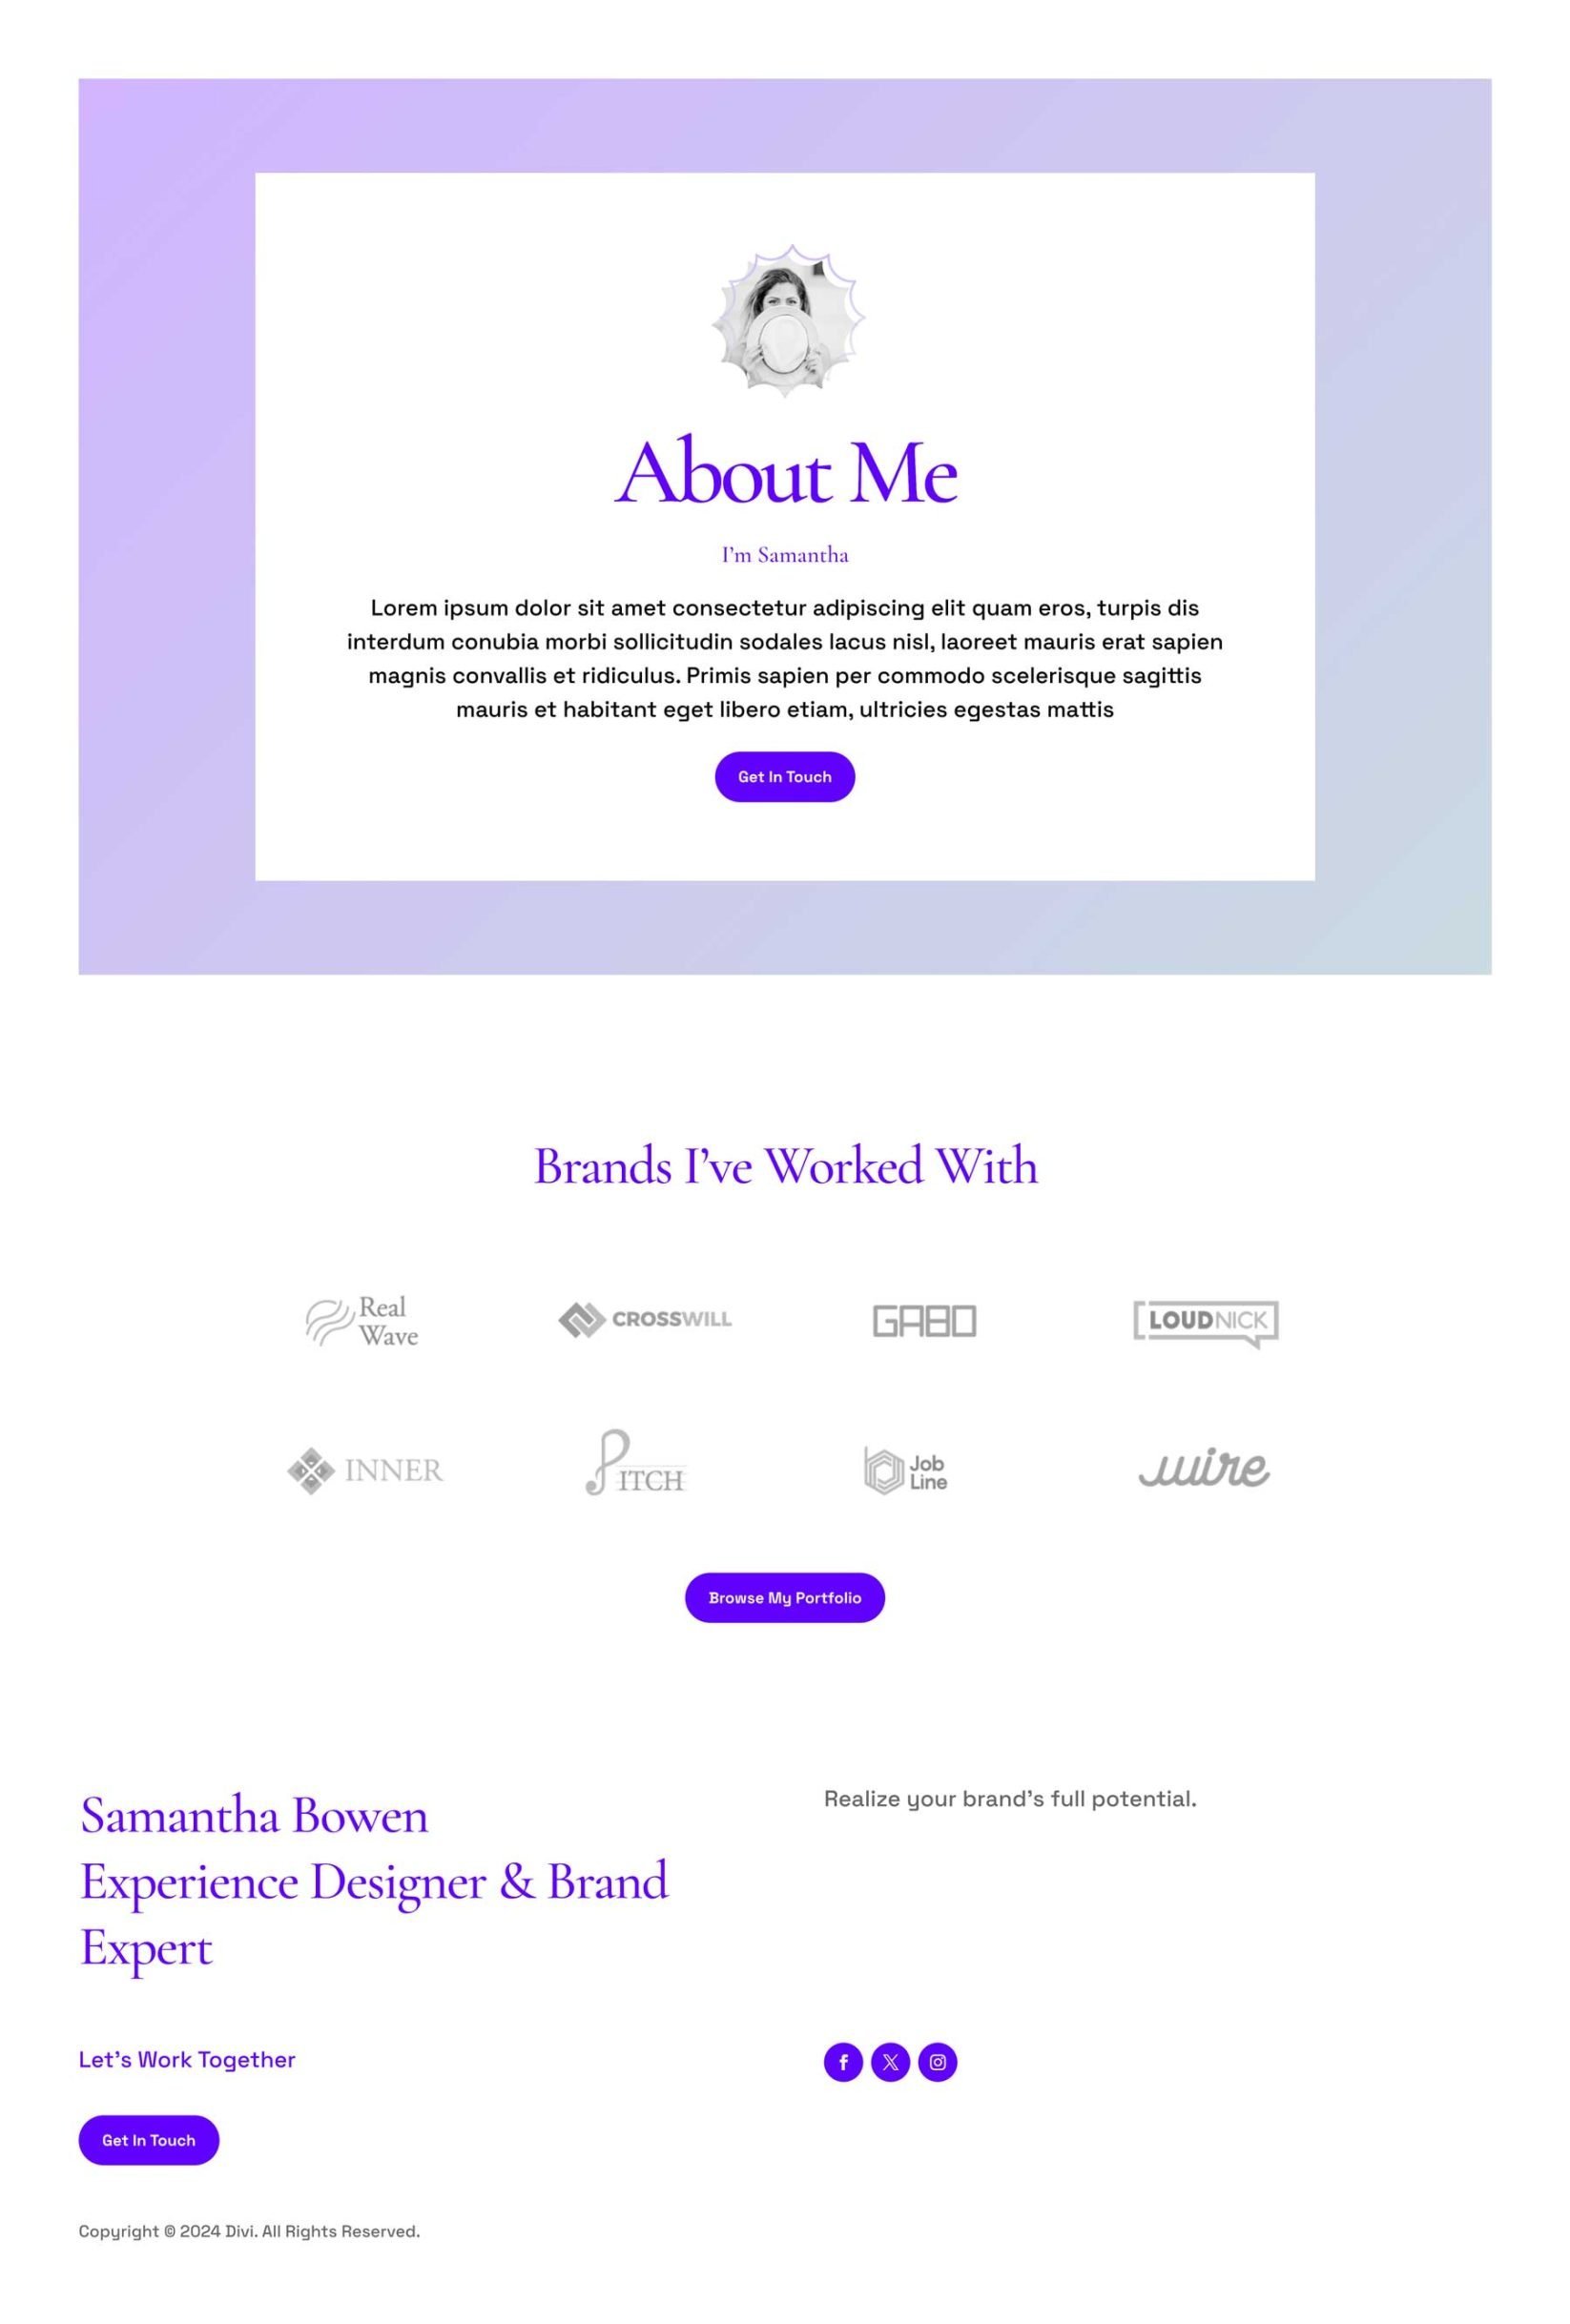 About Me
I’m Samantha
Lorem ipsum dolor sit amet consectetur adipiscing elit quam eros, turpis dis
interdum conubia morbi sollicitudin sodales lacus nisl, laoreet mauris erat sapien
magnis convallis et ridiculus. Primis sapien per commodo scelerisque sagittis
mauris et habitant eget libero etiam, ultricies egestas mattis
Get In Touch
Brands I’ve Worked With
Real
Wave
CROSSWILL
GABO
LOUDNICK
INNER
PITCH
Job
Line
wire
Browse My Portfolio
Samantha Bowen
Experience Designer & Brand
Expert
Realize your brand’s full potential.
Let’s Work Together
Get In Touch
Copyright © 2024 Divi. All Rights Reserved.